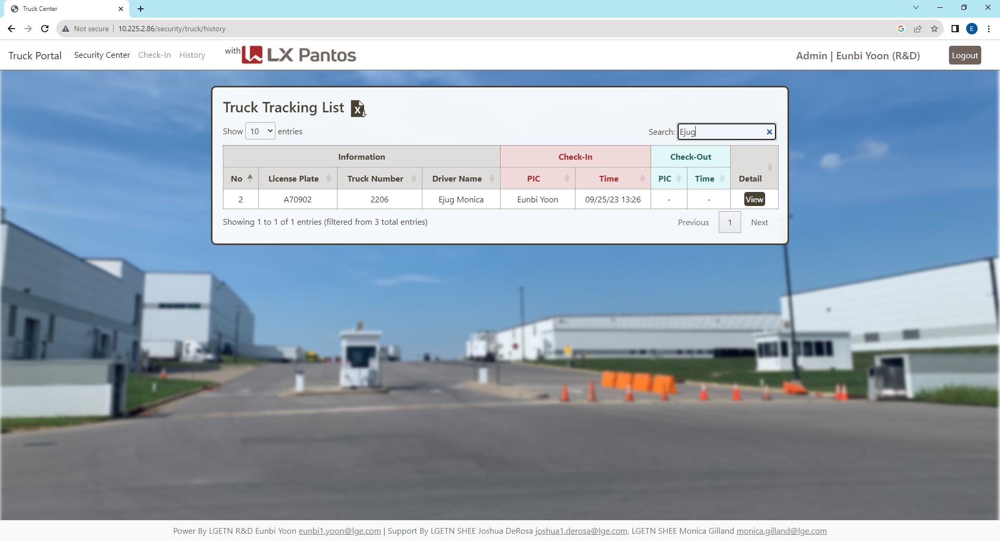 Truck Center
Not secure 10.225.2.86/security/truck/history
E
Truck Portal Security Center Check-In History with LX Pantos Admin | Eunbi Yoon (R&D) Logout
Truck Tracking List X
Show 10 entries Search: Ejug
Information Check-In Check-Out
No License Plate Truck Number Driver Name PIC Time PIC Time Detail
2 A70902 2206 Ejug Monica Eunbi Yoon 09/25/23 13:26 - - View
Showing 1 to 1 of 1 entries (filtered from 3 total entries) Previous 1 Next
Power By LGETN R&D Eunbi Yoon eunbi1.yoon@lge.com | Support By LGETN SHEE Joshua DeRosa joshua1.derosa@lge.com, LGETN SHEE Monica Gilland monica.gilland@lge.com